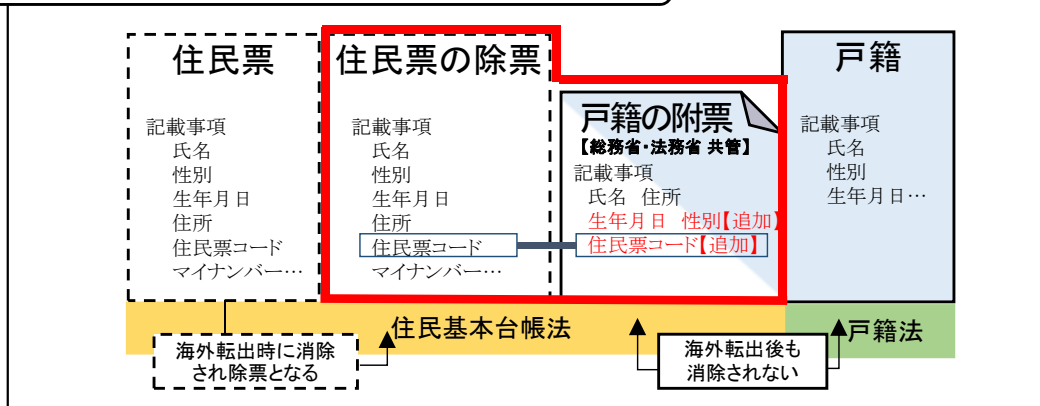 住民票
記載事項
氏名
性別
生年月日
住所
住民票コード
マイナンバー…
住民票の除票
記載事項
氏名
性別
生年月日
住所
住民票コード
マイナンバー…
戸籍の附票
【総務省・法務省 共管】
記載事項
氏名 住所
生年月日 性別【追加】
住民票コード【追加】
戸籍
記載事項
氏名
性別
生年月日…
住民基本台帳法
戸籍法
海外転出時に消除
され除票となる
海外転出後も
消除されない